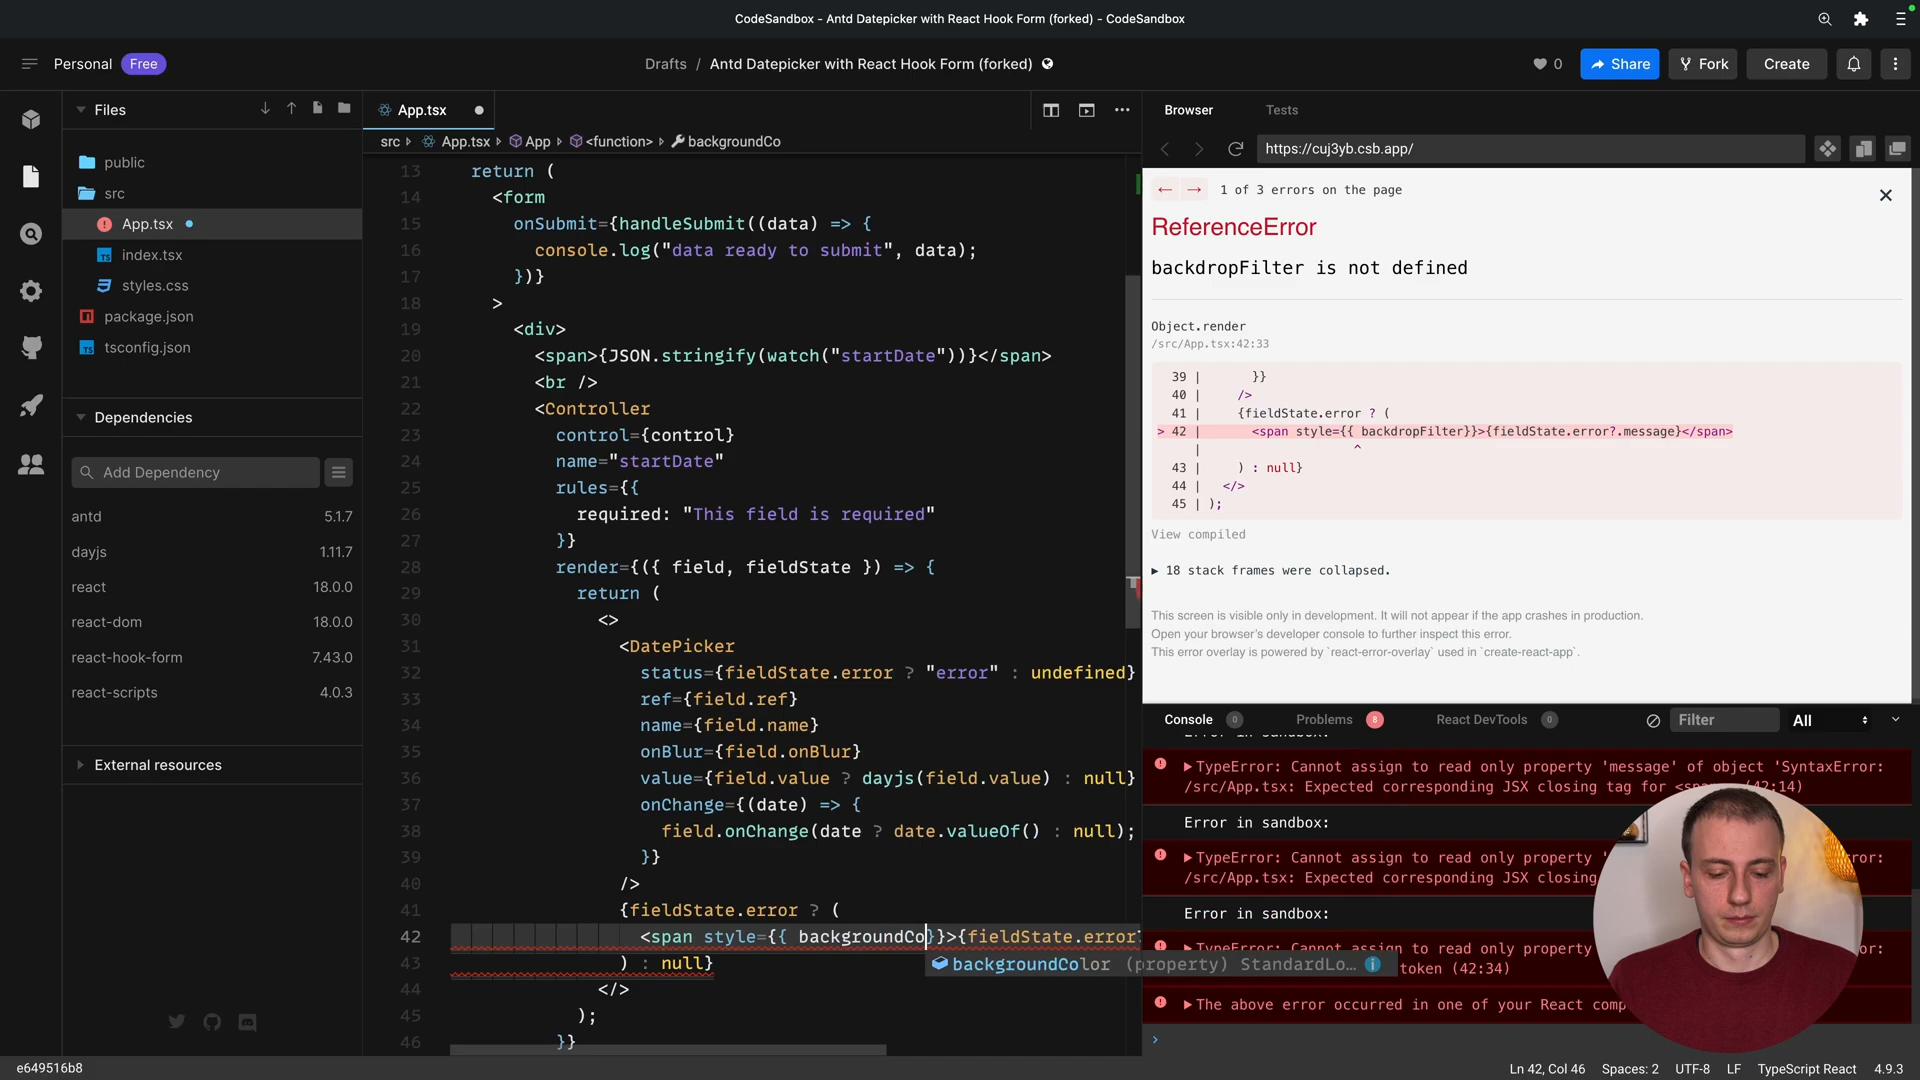 CodeSandbox - Antd Datepicker with React Hook Form (forked) - CodeSandbox
Personal Free
Drafts / Antd Datepicker with React Hook Form (forked)
0 Share Fork Create
Files
public
src
App.tsx
index.tsx
styles.css
package.json
tsconfig.json
Dependencies
Add Dependency
antd 5.1.7
dayjs 1.11.7
react 18.0.0
react-dom 18.0.0
react-hook-form 7.43.0
react-scripts 4.0.3
External resources
e649516b8
App.tsx
src App.tsx App <function> backgroundCo
13 return (
14 <form
15 onSubmit={handleSubmit((data) => {
16 console.log("data ready to submit", data);
17 })}
18 >
19 <div>
20 <span>{JSON.stringify(watch("startDate"))}</span>
21 <br />
22 <Controller
23 control={control}
24 name="startDate"
25 rules={{
26 required: "This field is required"
27 }}
28 render={({ field, fieldState }) => {
29 return (
30 <>
31 <DatePicker
32 status={fieldState.error ? "error" : undefined}
33 ref={field.ref}
34 name={field.name}
35 onBlur={field.onBlur}
36 value={field.value ? dayjs(field.value) : null}
37 onChange={(date) => {
38 field.onChange(date ? date.valueOf() : null);
39 }}
40 />
41 {fieldState.error ? (
42 <span style={{ backgroundCo}}>{fieldState.error?
backgroundColor (property) StandardLo…
43 ) : null}
44 </>
45 );
46 }}
Browser Tests
https://cuj3yb.csb.app/
← → 1 of 3 errors on the page
ReferenceError
backdropFilter is not defined
Object.render
/src/App.tsx:42:33
39 | }}
40 | />
41 | {fieldState.error ? (
> 42 | <span style={{ backdropFilter}}>{fieldState.error?.message}</span>
| ^
43 | ) : null}
44 | </>
45 | );
View compiled
▶ 18 stack frames were collapsed.
This screen is visible only in development. It will not appear if the app crashes in production.
Open your browser's developer console to further inspect this error.
This error overlay is powered by `react-error-overlay` used in `create-react-app`.
Console 0 Problems 8 React DevTools 0 Filter All
Error in sandbox:
▶TypeError: Cannot assign to read only property 'message' of object 'SyntaxError:
/src/App.tsx: Expected corresponding JSX closing tag for (42:14)
Error in sandbox:
▶TypeError: Cannot assign to read only property
/src/App.tsx: Expected corresponding JSX closing
Error in sandbox:
▶TypeError: Cannot assign to read only property
token (42:34)
▶The above error occurred in one of your React comp
Ln 42, Col 46 Spaces: 2 UTF-8 LF TypeScript React 4.9.3